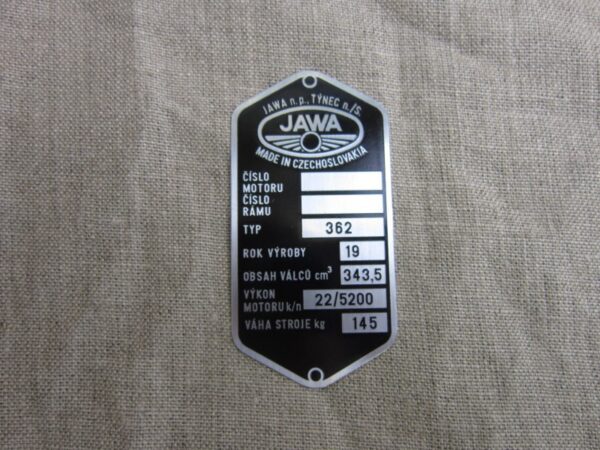 JAWA n.p., TÝNEC n./S.
JAWA
MADE IN CZECHOSLOVAKIA
ČÍSLO
MOTORU
ČÍSLO
RÁMU
TYP 362
ROK VÝROBY 19
OBSAH VÁLCŮ cm³ 343,5
VÝKON
MOTORU k/n 22/5200
VÁHA STROJE kg 145